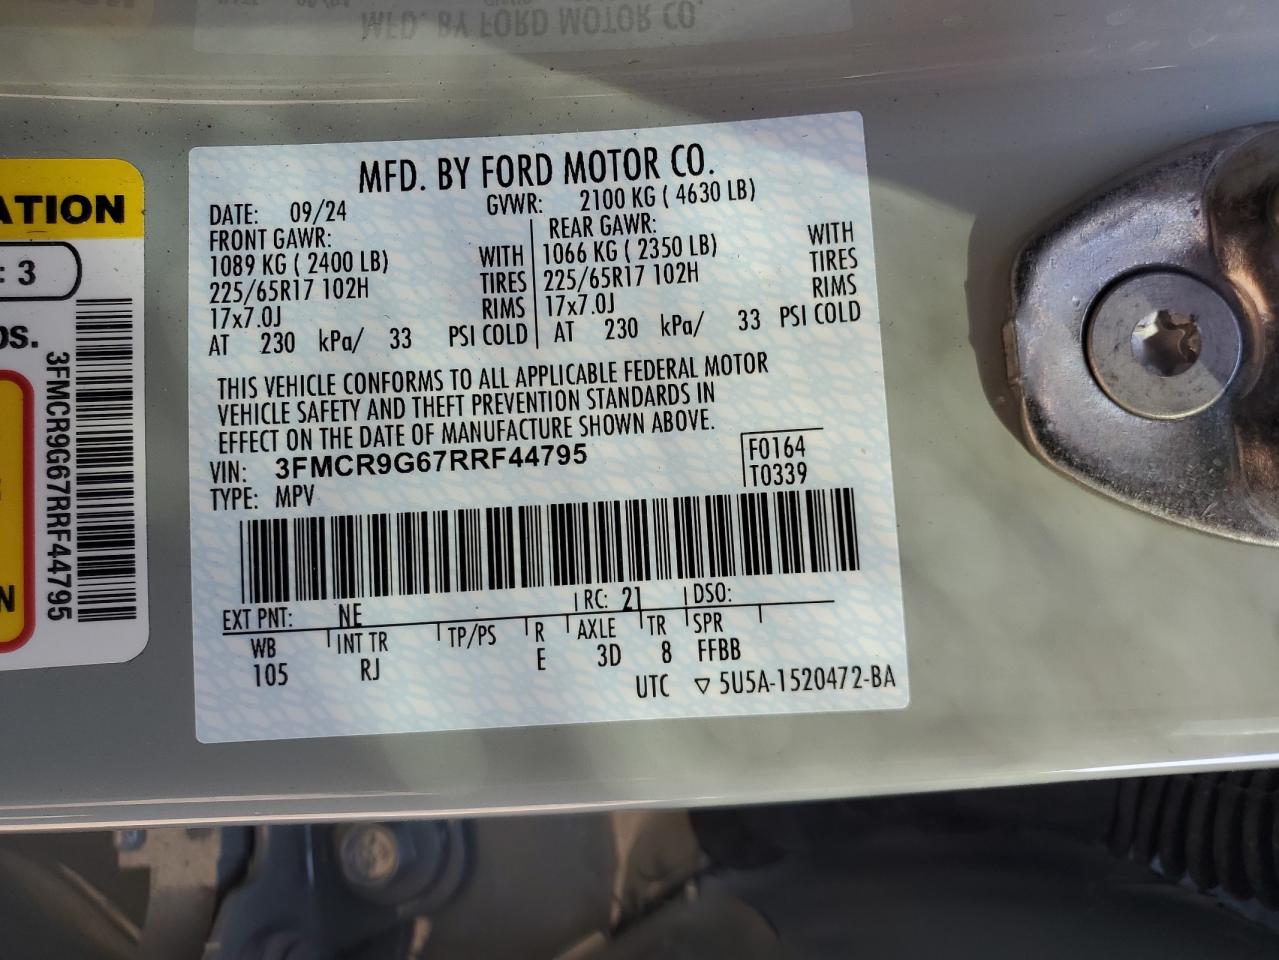 MFD. BY FORD MOTOR CO.
MFD. BY FORD MOTOR CO.
DATE: 09/24 GVWR: 2100 KG ( 4630 LB)
FRONT GAWR: REAR GAWR:
1089 KG ( 2400 LB) WITH 1066 KG ( 2350 LB) WITH
225/65R17 102H TIRES 225/65R17 102H TIRES
17x7.0J RIMS 17x7.0J RIMS
AT 230 kPa/ 33 PSI COLD AT 230 kPa/ 33 PSI COLD
THIS VEHICLE CONFORMS TO ALL APPLICABLE FEDERAL MOTOR
VEHICLE SAFETY AND THEFT PREVENTION STANDARDS IN
EFFECT ON THE DATE OF MANUFACTURE SHOWN ABOVE.
VIN: 3FMCR9G67RRF44795 F0164
TYPE: MPV T0339
EXT PNT: NE RC: 21 DSO:
WB INT TR TP/PS R AXLE TR SPR
105 RJ E 3D 8 FFBB
UTC ▽ 5U5A-1520472-BA
ATION
: 3
OS.
3FMCR9G67RRF44795
N